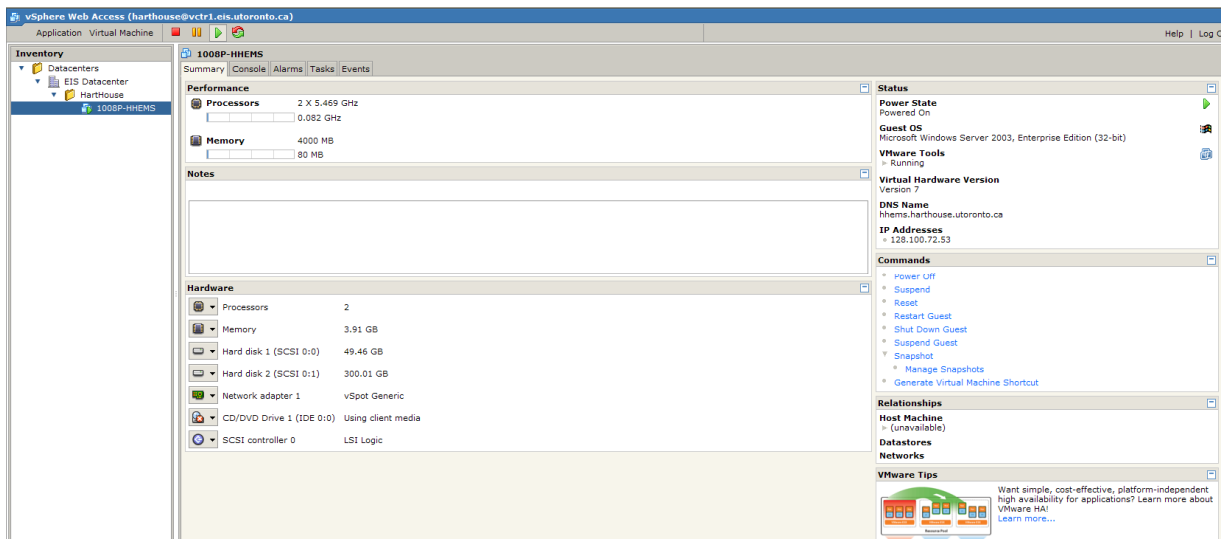 vSphere Web Access (harthouse@vctr1.eis.utoronto.ca)
Application Virtual Machine
Help | Log
Inventory
Datacenters
EIS Datacenter
HartHouse
1008P-HHEMS
1008P-HHEMS
Summary Console Alarms Tasks Events
Performance
Processors 2 X 5.469 GHz
0.082 GHz
Memory 4000 MB
80 MB
Notes
Hardware
Processors 2
Memory 3.91 GB
Hard disk 1 (SCSI 0:0) 49.46 GB
Hard disk 2 (SCSI 0:1) 300.01 GB
Network adapter 1 vSpot Generic
CD/DVD Drive 1 (IDE 0:0) Using client media
SCSI controller 0 LSI Logic
Status
Power State
Powered On
Guest OS
Microsoft Windows Server 2003, Enterprise Edition (32-bit)
VMware Tools
Running
Virtual Hardware Version
Version 7
DNS Name
hhems.harthouse.utoronto.ca
IP Addresses
128.100.72.53
Commands
Power Off
Suspend
Reset
Restart Guest
Shut Down Guest
Suspend Guest
Snapshot
Manage Snapshots
Generate Virtual Machine Shortcut
Relationships
Host Machine
(unavailable)
Datastores
Networks
VMware Tips
Want simple, cost-effective, platform-independent
high availability for applications? Learn more about
VMware HA!
Learn more...